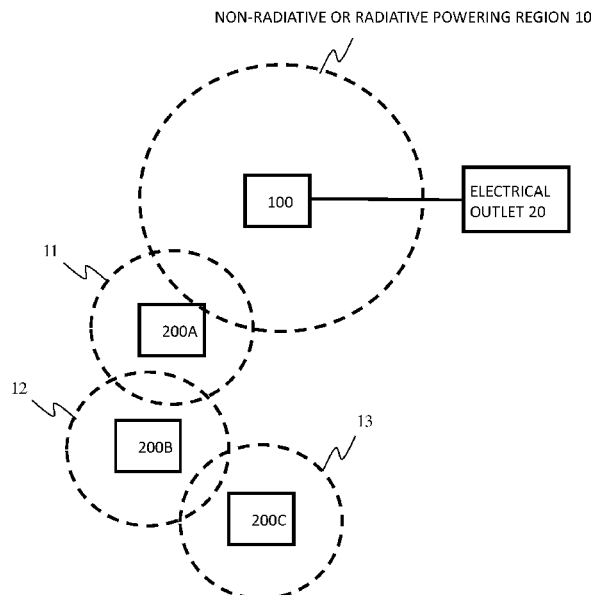 NON-RADIATIVE OR RADIATIVE POWERING REGION 10
100
ELECTRICAL
OUTLET 20
11
200A
12
200B
13
200C